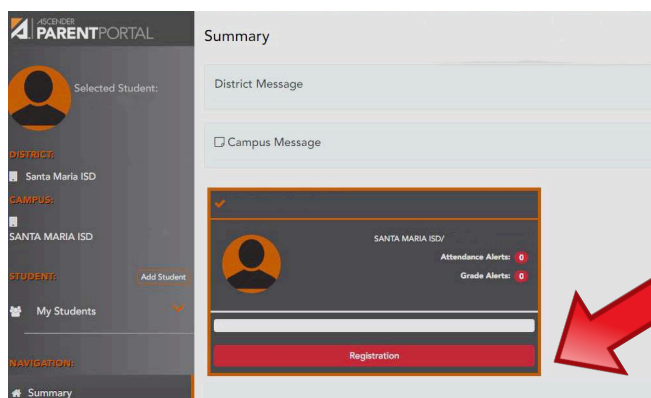 ASCENDER
PARENTPORTAL
Selected Student:
DISTRICT:
Santa Maria ISD
CAMPUS:
SANTA MARIA ISD
STUDENT:
Add Student
My Students
NAVIGATION:
Summary
Summary
District Message
Campus Message
SANTA MARIA ISD/
Attendance Alerts: 0
Grade Alerts: 0
Registration